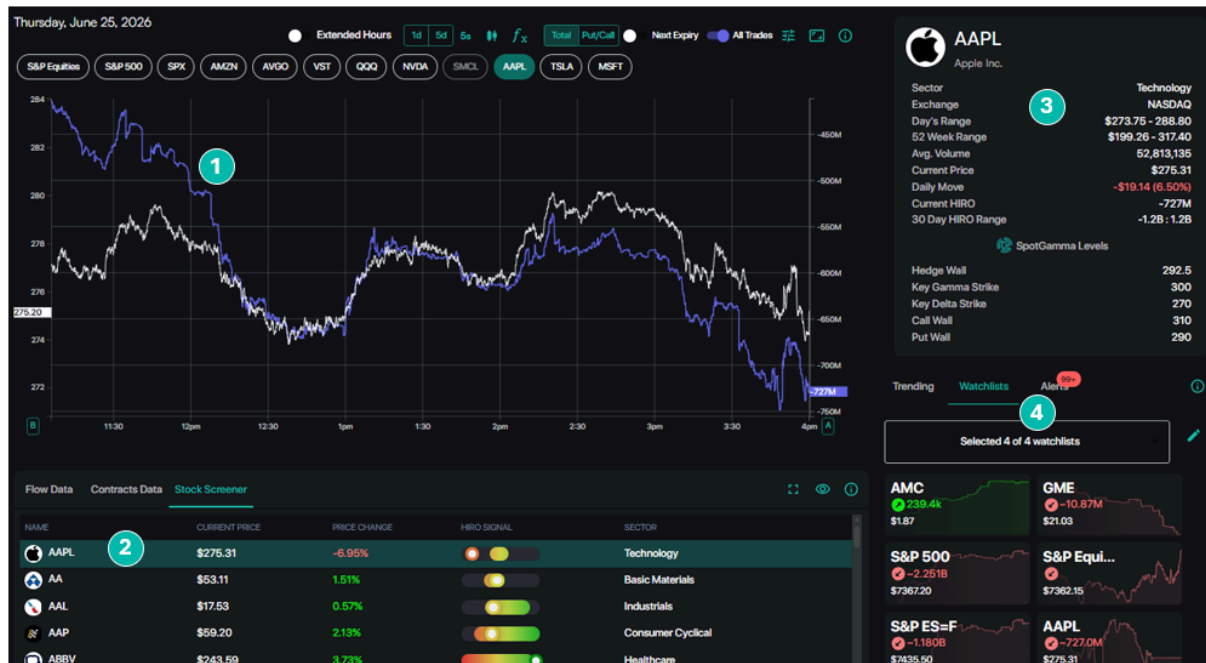 Thursday, June 25, 2026
Extended Hours 1d 5d 5s fx Total Put/Call Next Expiry All Trades
S&P Equities S&P 500 SPX AMZN AVGO VST QQQ NVDA SMCL AAPL TSLA MSFT
284
282
280
278
276
275.20
274
272
-450M
-500M
-550M
-600M
-650M
-700M
-727M
-750M
1
B 11:30 12pm 12:30 1pm 1:30 2pm 2:30 3pm 3:30 4pm A
Flow Data Contracts Data Stock Screener
NAME CURRENT PRICE PRICE CHANGE HIRO SIGNAL SECTOR
AAPL 2 $275.31 -6.95% Technology
AA $53.11 1.51% Basic Materials
AAL $17.53 0.57% Industrials
AAP $59.20 2.13% Consumer Cyclical
ABBV $243.59 3.73% Healthcare
AAPL
Apple Inc.
Sector Technology
Exchange NASDAQ
3
Day's Range $273.75 - 288.80
52 Week Range $199.26 - 317.40
Avg. Volume 52,813,135
Current Price $275.31
Daily Move -$19.14 (6.50%)
Current HIRO -727M
30 Day HIRO Range -1.2B : 1.2B
SpotGamma Levels
Hedge Wall 292.5
Key Gamma Strike 300
Key Delta Strike 270
Call Wall 310
Put Wall 290
Trending Watchlists Alerts 99+
4
Selected 4 of 4 watchlists
AMC
239.4k
$1.87
GME
-10.87M
$21.03
S&P 500
-2.251B
$7367.20
S&P Equi...
$7362.15
S&P ES=F
-1.180B
$7435.50
AAPL
-727.0M
$275.31